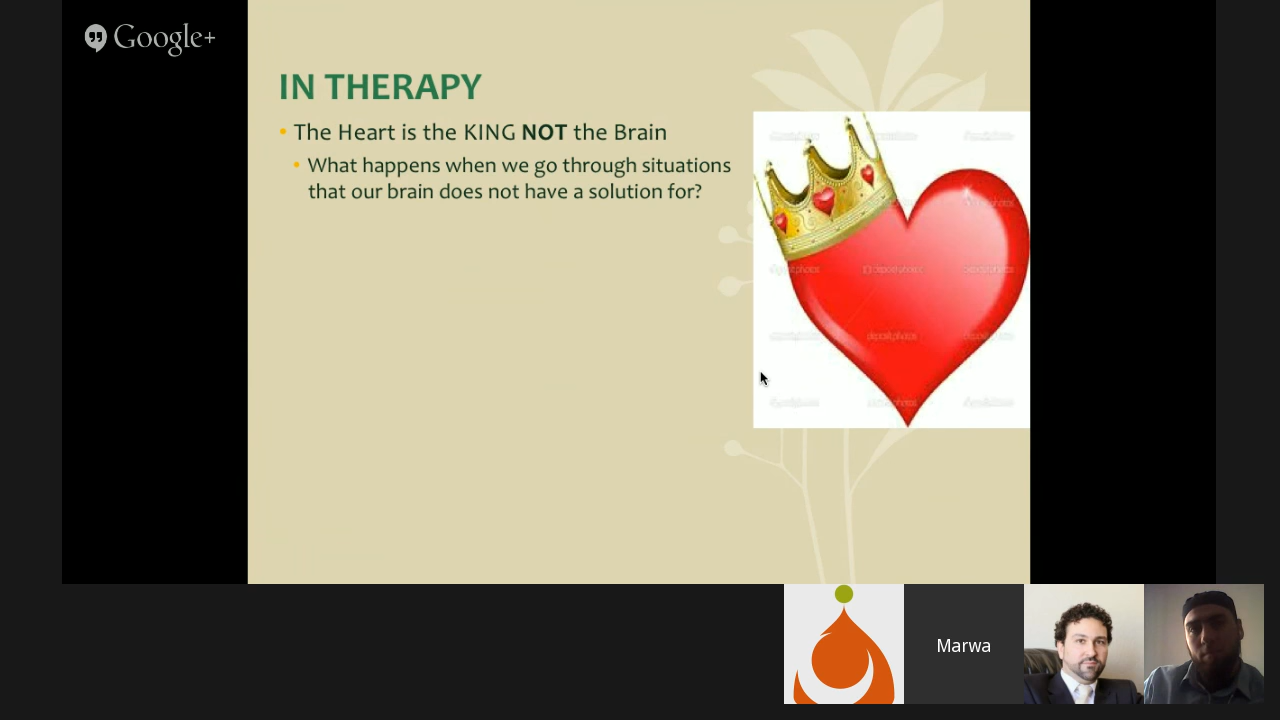 Google+
IN THERAPY
• The Heart is the KING NOT the Brain
• What happens when we go through situations
that our brain does not have a solution for?
Marwa